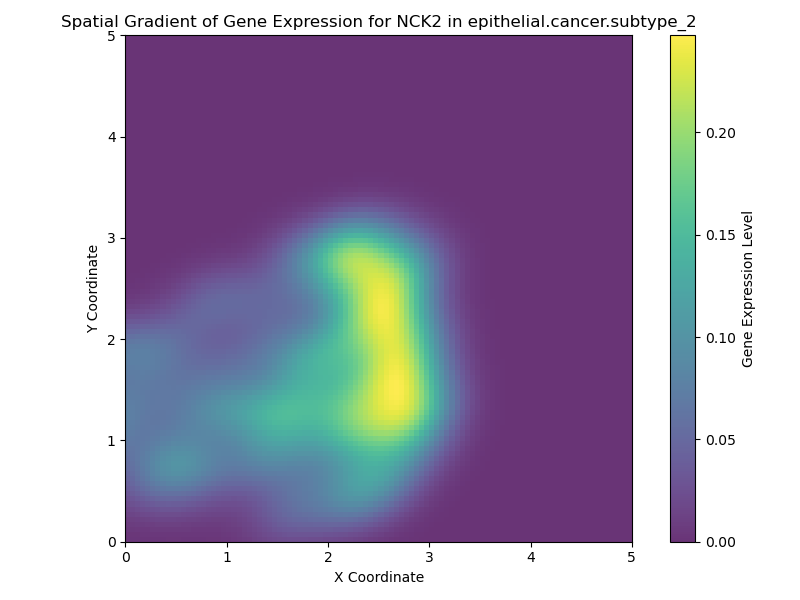 Spatial Gradient of Gene Expression for NCK2 in epithelial.cancer.subtype_2
5
4
3
2
1
0
Y Coordinate
0 1 2 3 4 5
X Coordinate
0.20
0.15
0.10
0.05
0.00
Gene Expression Level